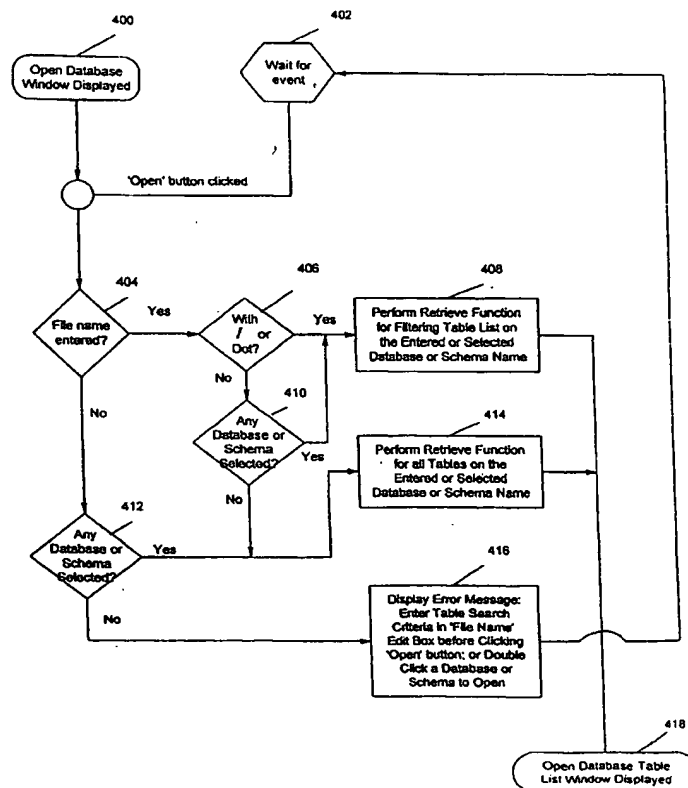 400
Open Database
Window Displayed
402
Wait for
event
'Open' button clicked
404
File name
entered?
Yes
No
406
With
/ or
Dot?
Yes
No
408
Perform Retrieve Function
for Filtering Table List on
the Entered or Selected
Database or Schema Name
410
Any
Database or
Schema
Selected?
Yes
No
412
Any
Database or
Schema
Selected?
Yes
No
414
Perform Retrieve Function
for all Tables on the
Entered or Selected
Database or Schema Name
416
Display Error Message:
Enter Table Search
Criteria in 'File Name'
Edit Box before Clicking
'Open' button; or Double
Click a Database or
Schema to Open
418
Open Database Table
List Window Displayed